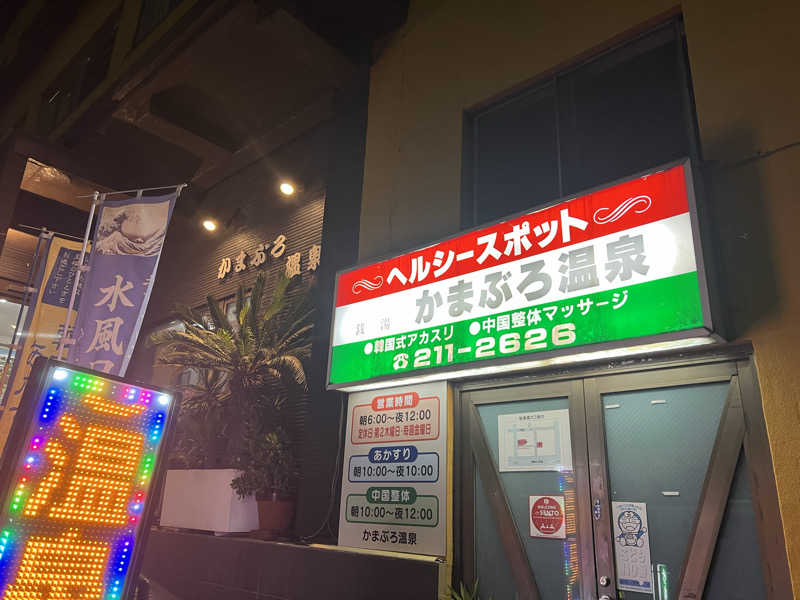 かまぶろ
温泉
ヘルシースポット
かまぶろ温泉
銭湯
●韓国式アカスリ ●中国整体マッサージ
☎211-2626
営業時間
朝6:00〜夜12:00
あかすり
朝10:00〜夜10:00
中国整体
朝10:00〜夜12:00
かまぶろ温泉
水風
温泉
SENTO